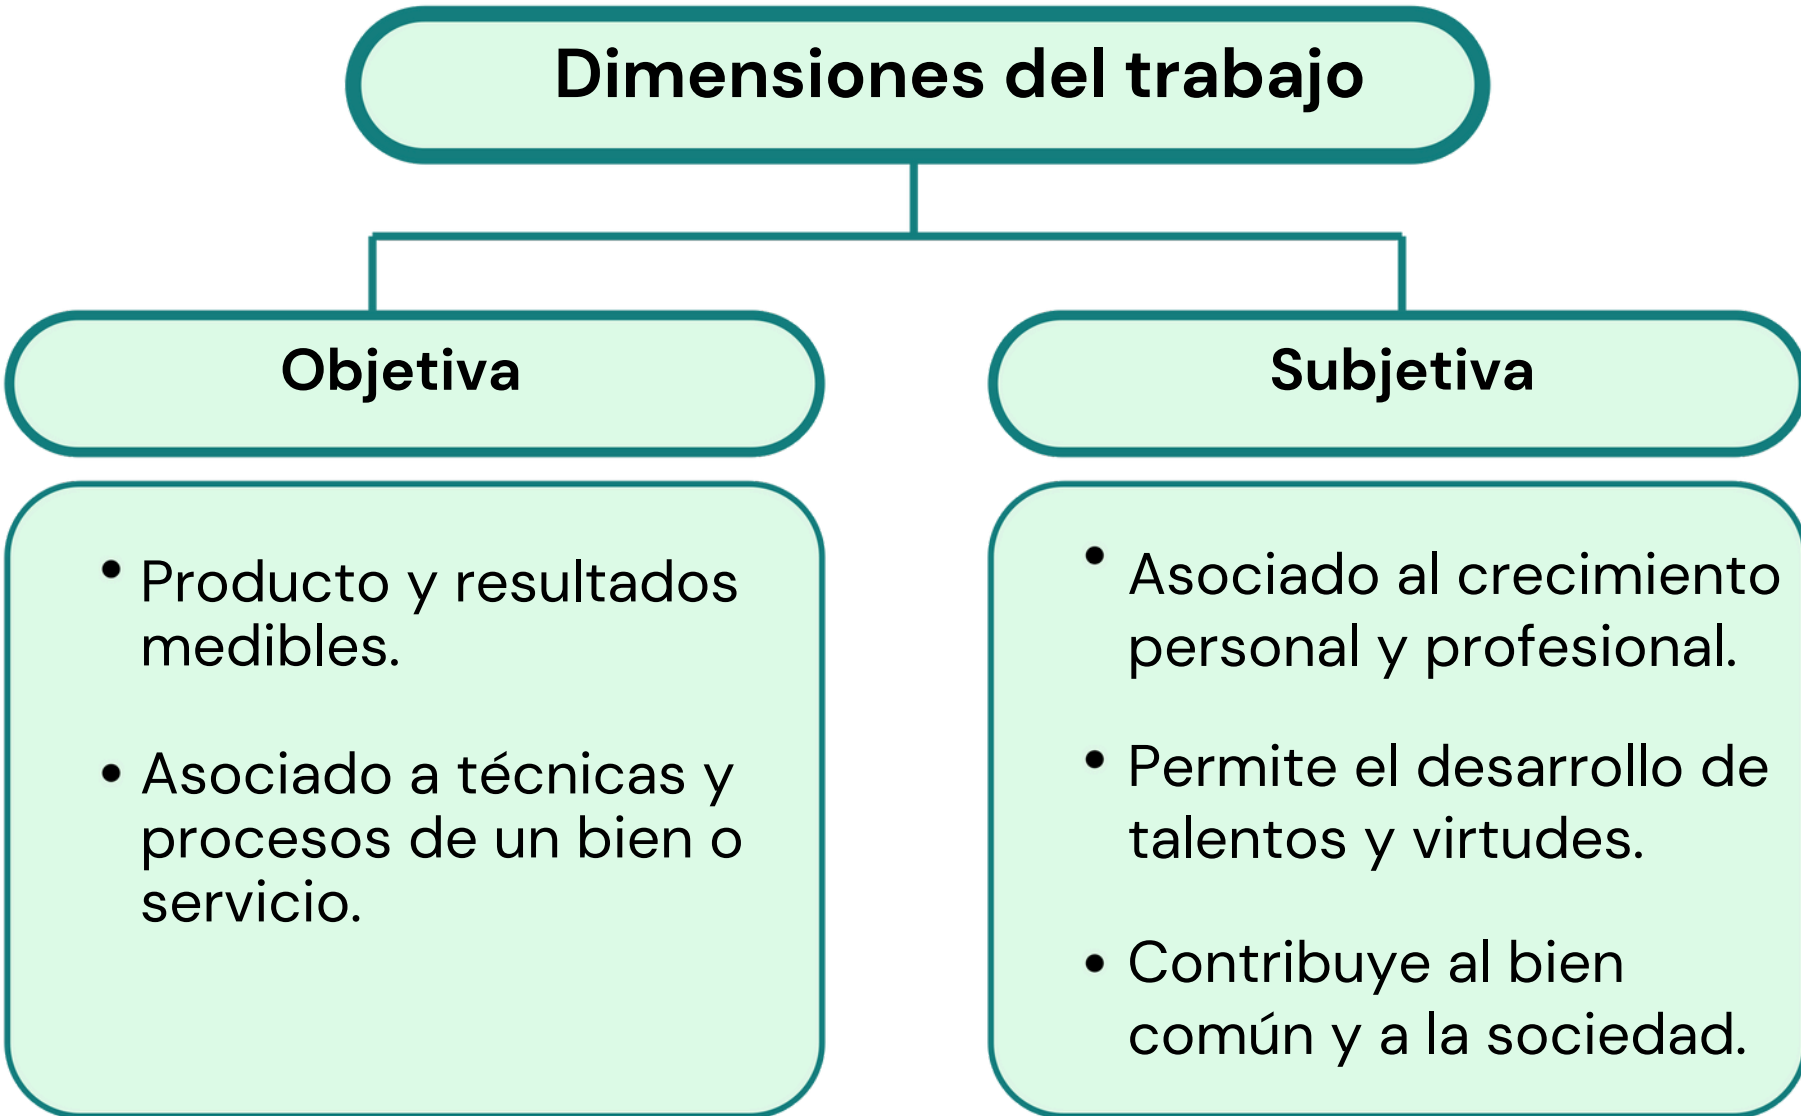 Dimensiones del trabajo
Objetiva
• Producto y resultados
medibles.
• Asociado a técnicas y
procesos de un bien o
servicio.
Subjetiva
• Asociado al crecimiento
personal y profesional.
• Permite el desarrollo de
talentos y virtudes.
• Contribuye al bien
común y a la sociedad.